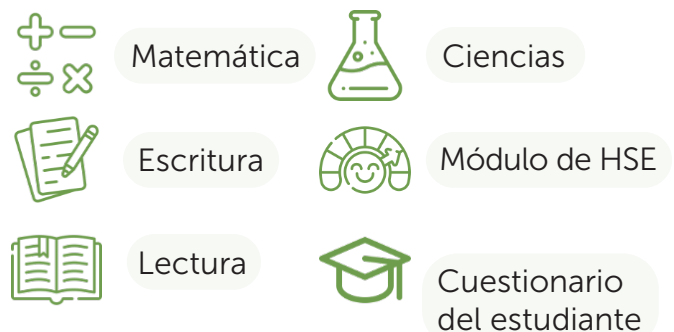 Matemática
Ciencias
Escritura
Módulo de HSE
Lectura
Cuestionario
del estudiante